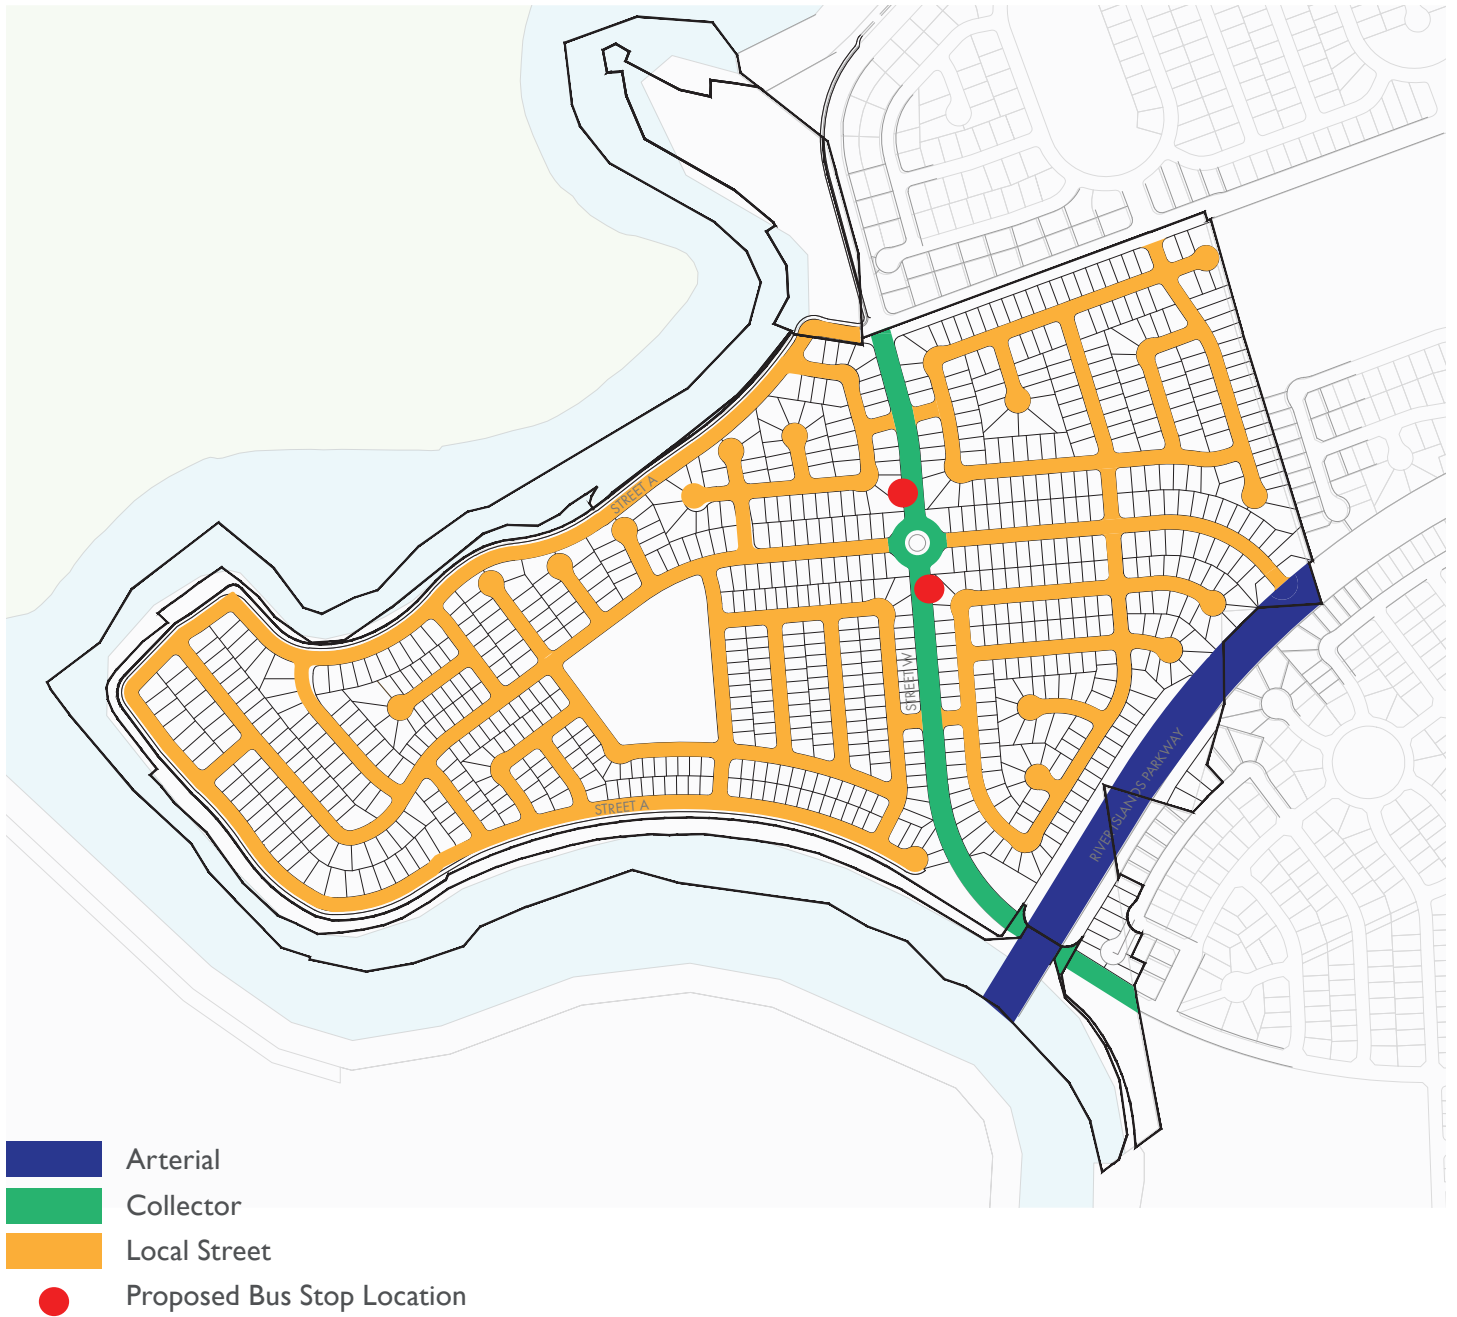 STREET A
STREET W
RIVER ISLANDS PARKWAY
STREET A
Arterial
Collector
Local Street
Proposed Bus Stop Location